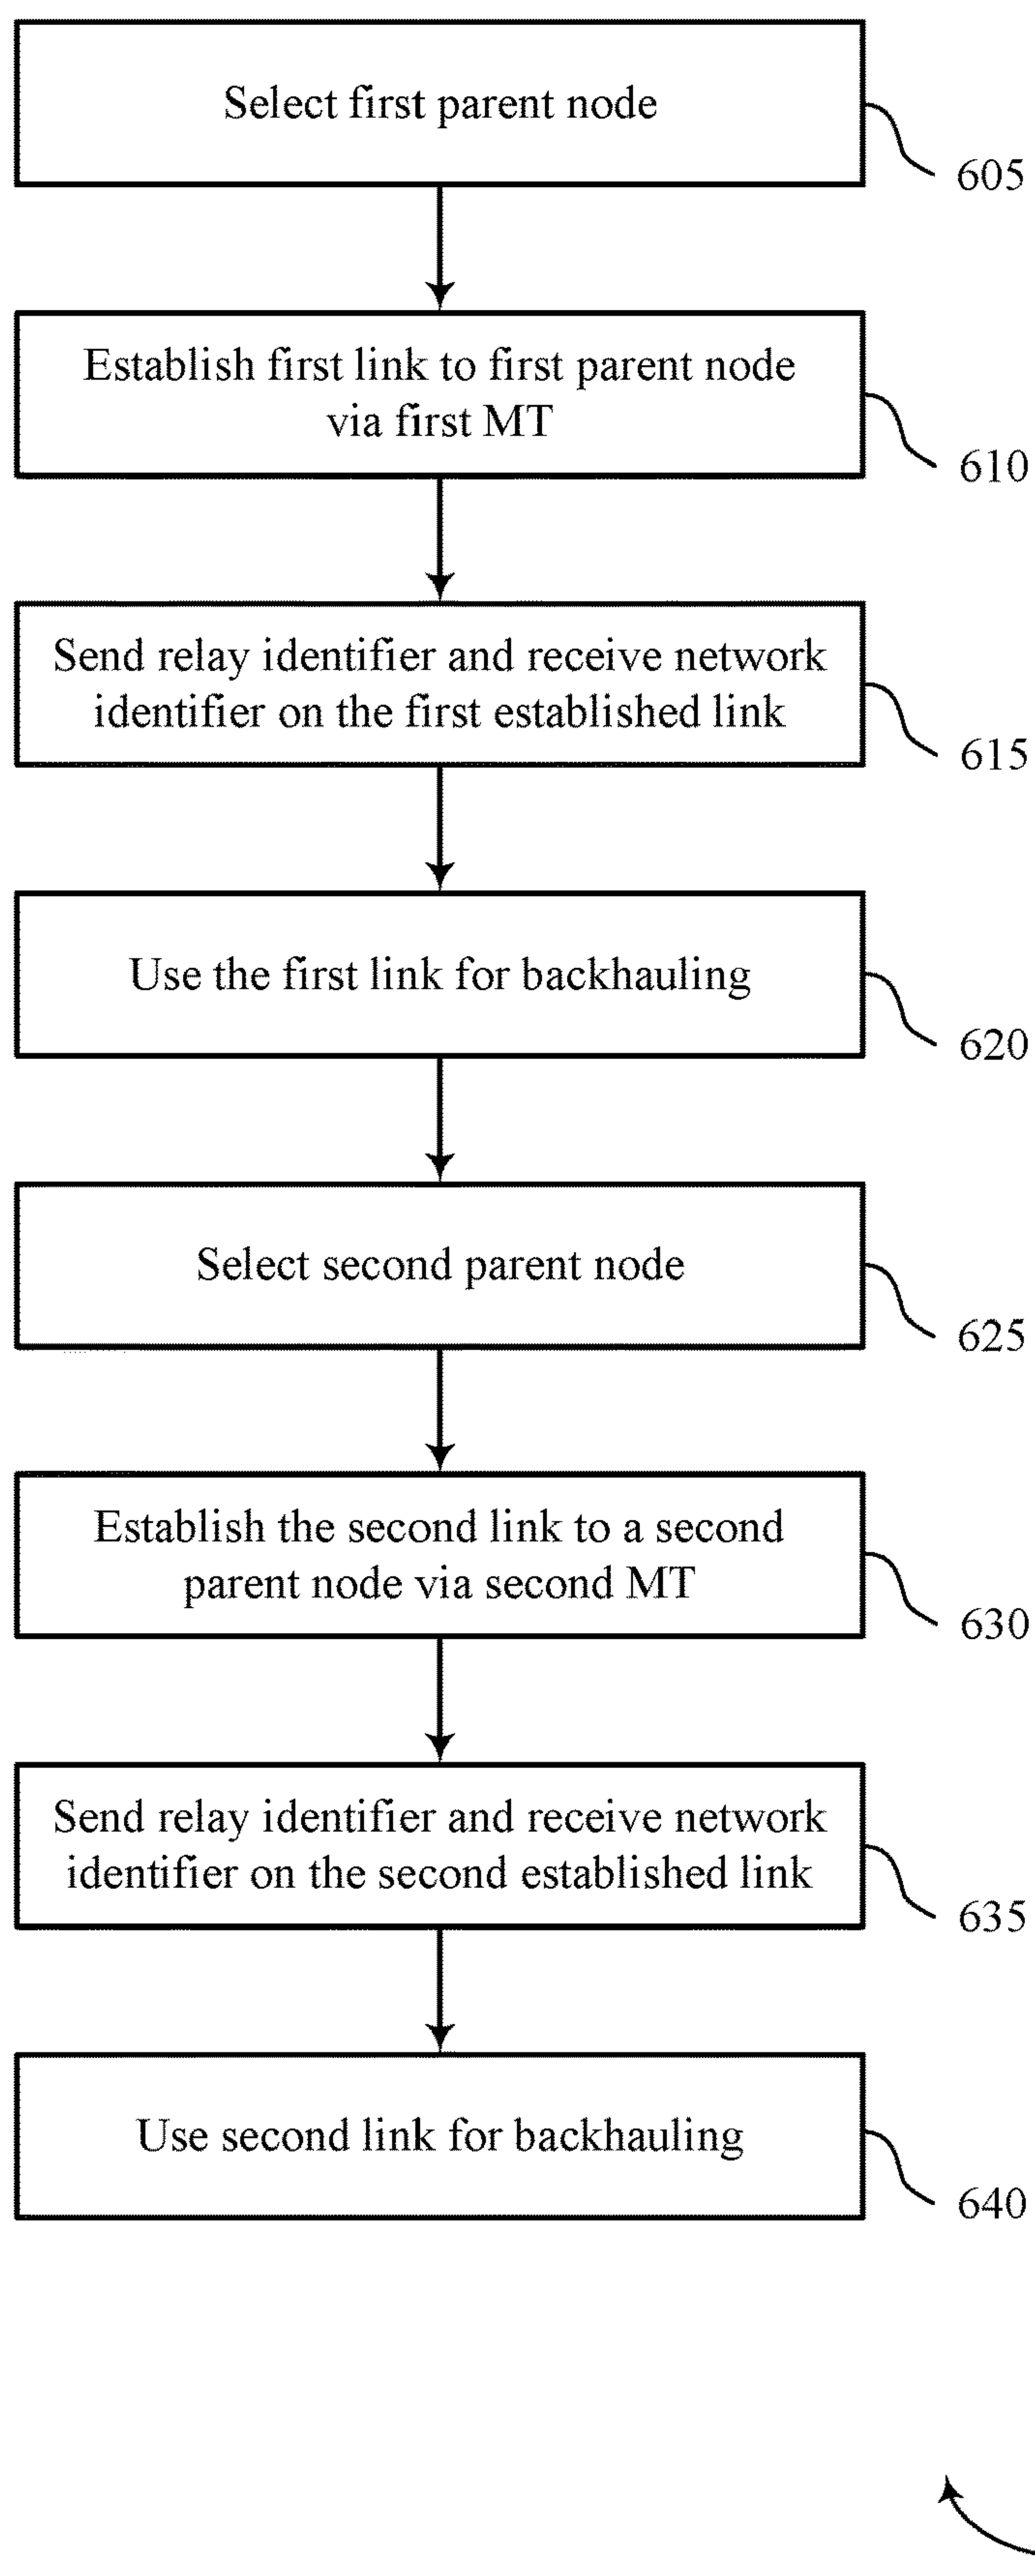 Select first parent node
605
Establish first link to first parent node
via first MT
610
Send relay identifier and receive network
identifier on the first established link
615
Use the first link for backhauling
620
Select second parent node
625
Establish the second link to a second
parent node via second MT
630
Send relay identifier and receive network
identifier on the second established link
635
Use second link for backhauling
640